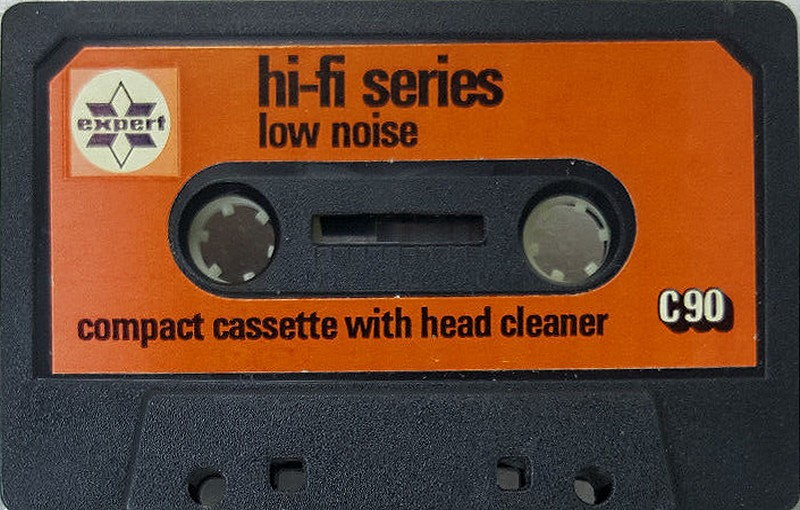 hi-fi series
low noise
expert
compact cassette with head cleaner
C90